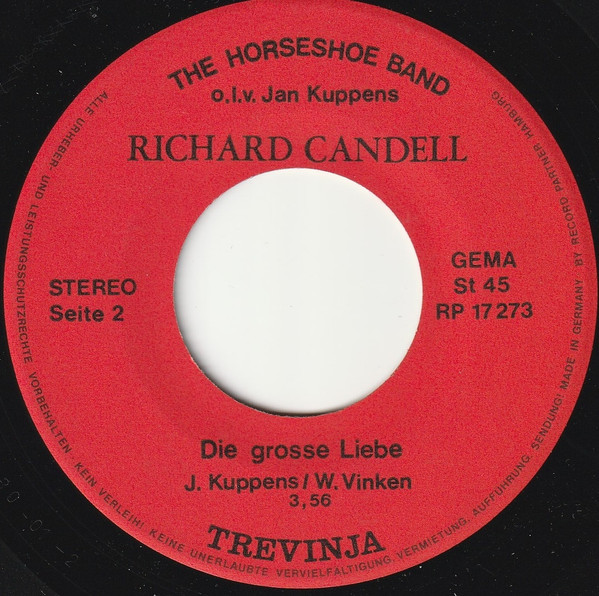 THE HORSESHOE BAND
o.l.v. Jan Kuppens
RICHARD CANDELL
STEREO
Seite 2
GEMA
St 45
RP 17 273
Die grosse Liebe
J. Kuppens / W. Vinken
3,56
TREVINJA
ALLE URHEBER UND LEISTUNGSSCHUTZRECHTE VORBEHALTEN · KEIN VERLEIH! KEINE UNERLAUBTE VERVIELFÄLTIGUNG, VERMIETUNG, AUFFÜHRUNG, SENDUNG! MADE IN GERMANY BY RECORD PARTNER HAMBURG